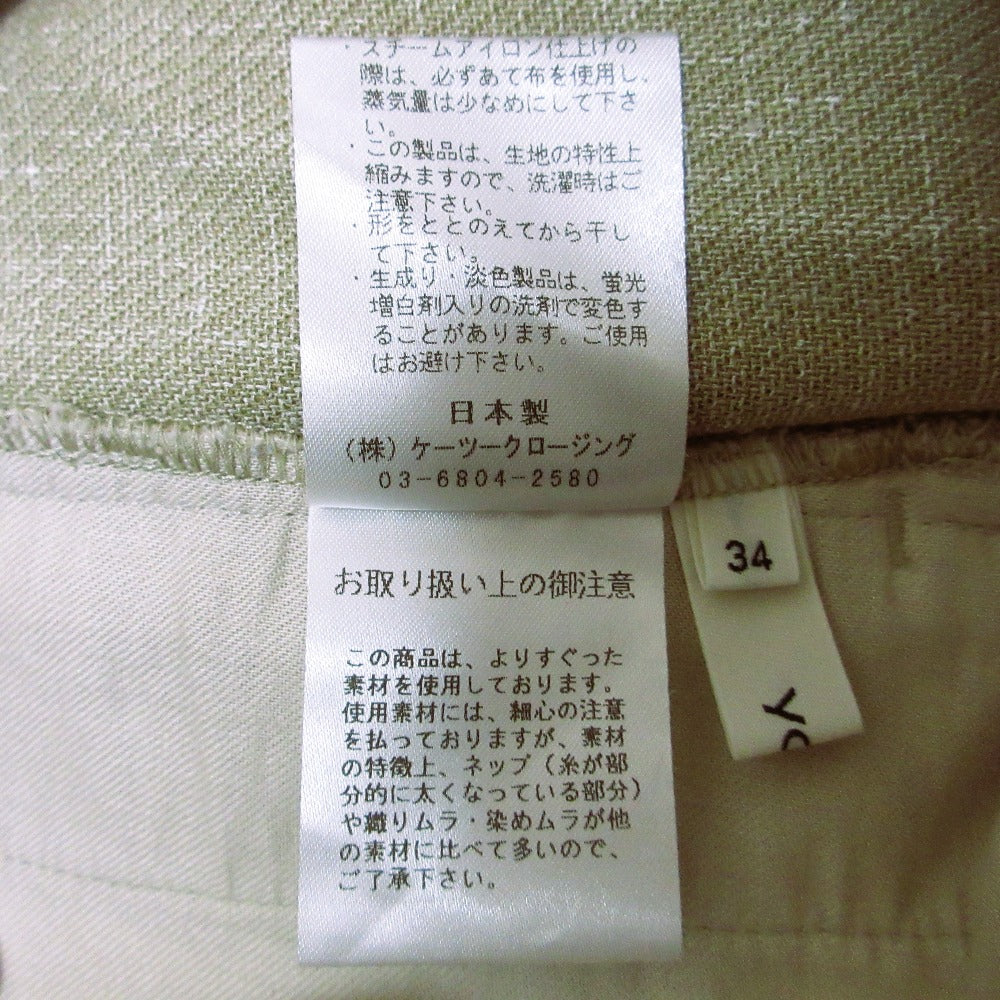 ・スチームアイロン仕上げの
際は、必ずあて布を使用し、
蒸気量は少なめにして下さ
い。
・この製品は、生地の特性上
縮みますので、洗濯時はご
注意下さい。
・形をととのえてから干し
て下さい。
・生成り・淡色製品は、蛍光
増白剤入りの洗剤で変色す
ることがあります。ご使用
はお避け下さい。
日本製
(株)ケーツークロージング
03-6804-2580
お取り扱い上の御注意
この商品は、よりすぐった
素材を使用しております。
使用素材には、細心の注意
を払っておりますが、素材
の特徴上、ネップ(糸が部
分的に太くなっている部分)
や織りムラ・染めムラが他
の素材に比べて多いので、
ご了承下さい。
34